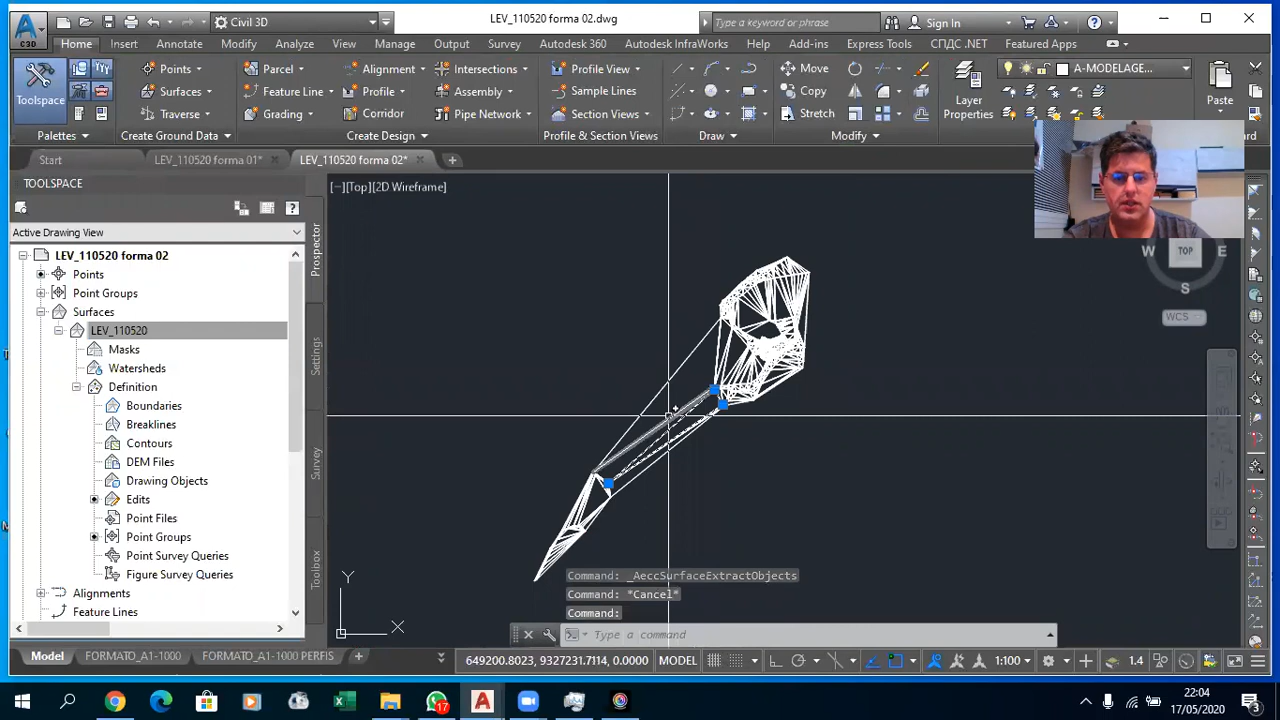 Civil 3D
LEV_110520 forma 02.dwg
Type a keyword or phrase
Sign In
C3D
Home Insert Annotate Modify Analyze View Manage Output Survey Autodesk 360 Autodesk InfraWorks Help Add-ins Express Tools СПДС .NET Featured Apps
Points Parcel Alignment Intersections Profile View Move A-MODELAGE...
Toolspace Surfaces Feature Line Profile Assembly Sample Lines Copy Layer Properties Paste
Traverse Grading Corridor Pipe Network Section Views Stretch
Palettes Create Ground Data Create Design Profile & Section Views Draw Modify
Start LEV_110520 forma 01* LEV_110520 forma 02*
TOOLSPACE
[−][Top][2D Wireframe]
Active Drawing View
LEV_110520 forma 02
Points
Point Groups
Surfaces
LEV_110520
Masks
Watersheds
Definition
Boundaries
Breaklines
Contours
DEM Files
Drawing Objects
Edits
Point Files
Point Groups
Point Survey Queries
Figure Survey Queries
Alignments
Feature Lines
Prospector
Settings
Survey
Toolbox
W TOP E
S
WCS
Y
X
Command: _AeccSurfaceExtractObjects
Command: *Cancel*
Command:
Type a command
Model FORMATO_A1-1000 FORMATO_A1-1000 PERFIS
649200.8023, 9327231.7114, 0.0000 MODEL 1:100 1.4
17
22:04
17/05/2020
3